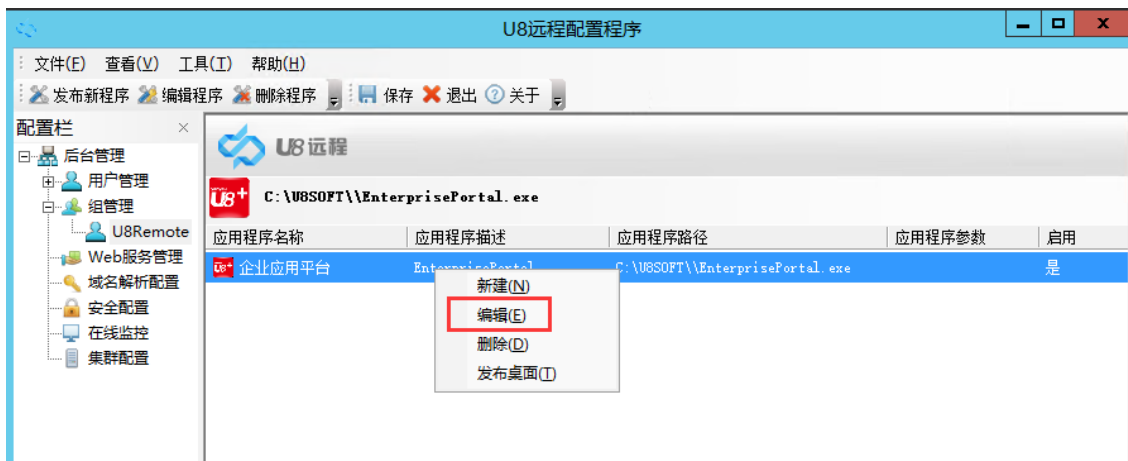 U8远程配置程序
文件(F) 查看(V) 工具(T) 帮助(H)
发布新程序 编辑程序 删除程序 保存 退出 关于
配置栏
后台管理
用户管理
组管理
U8Remote
Web服务管理
域名解析配置
安全配置
在线监控
集群配置
U8远程
U8+ C:\U8SOFT\\EnterprisePortal.exe
应用程序名称 应用程序描述 应用程序路径 应用程序参数 启用
U8+ 企业应用平台 EnterprisePortal C:\U8SOFT\\EnterprisePortal.exe 是
新建(N)
编辑(E)
删除(D)
发布桌面(T)